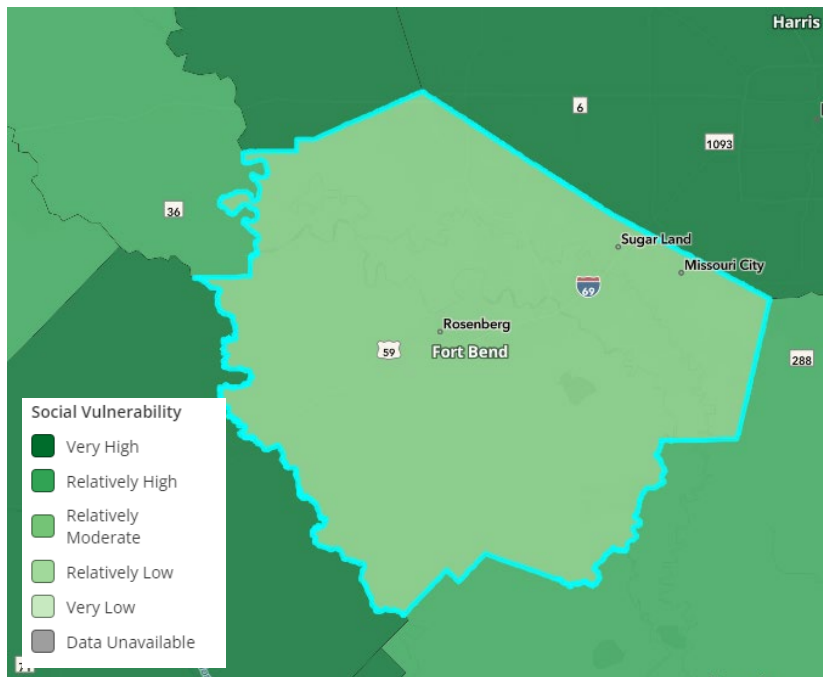 Harris
6
1093
36
Sugar Land
Missouri City
69
Rosenberg
59
Fort Bend
288
Social Vulnerability
Very High
Relatively High
Relatively
Moderate
Relatively Low
Very Low
Data Unavailable